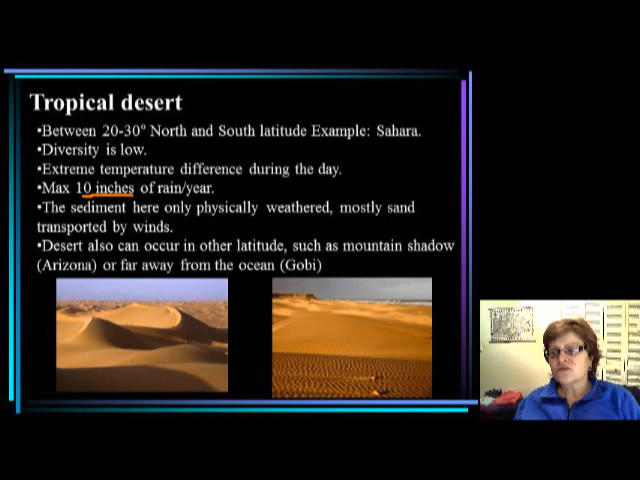 Tropical desert
•Between 20-30° North and South latitude Example: Sahara.
•Diversity is low.
•Extreme temperature difference during the day.
•Max 10 inches of rain/year.
•The sediment here only physically weathered, mostly sand
transported by winds.
•Desert also can occur in other latitude, such as mountain shadow
(Arizona) or far away from the ocean (Gobi)